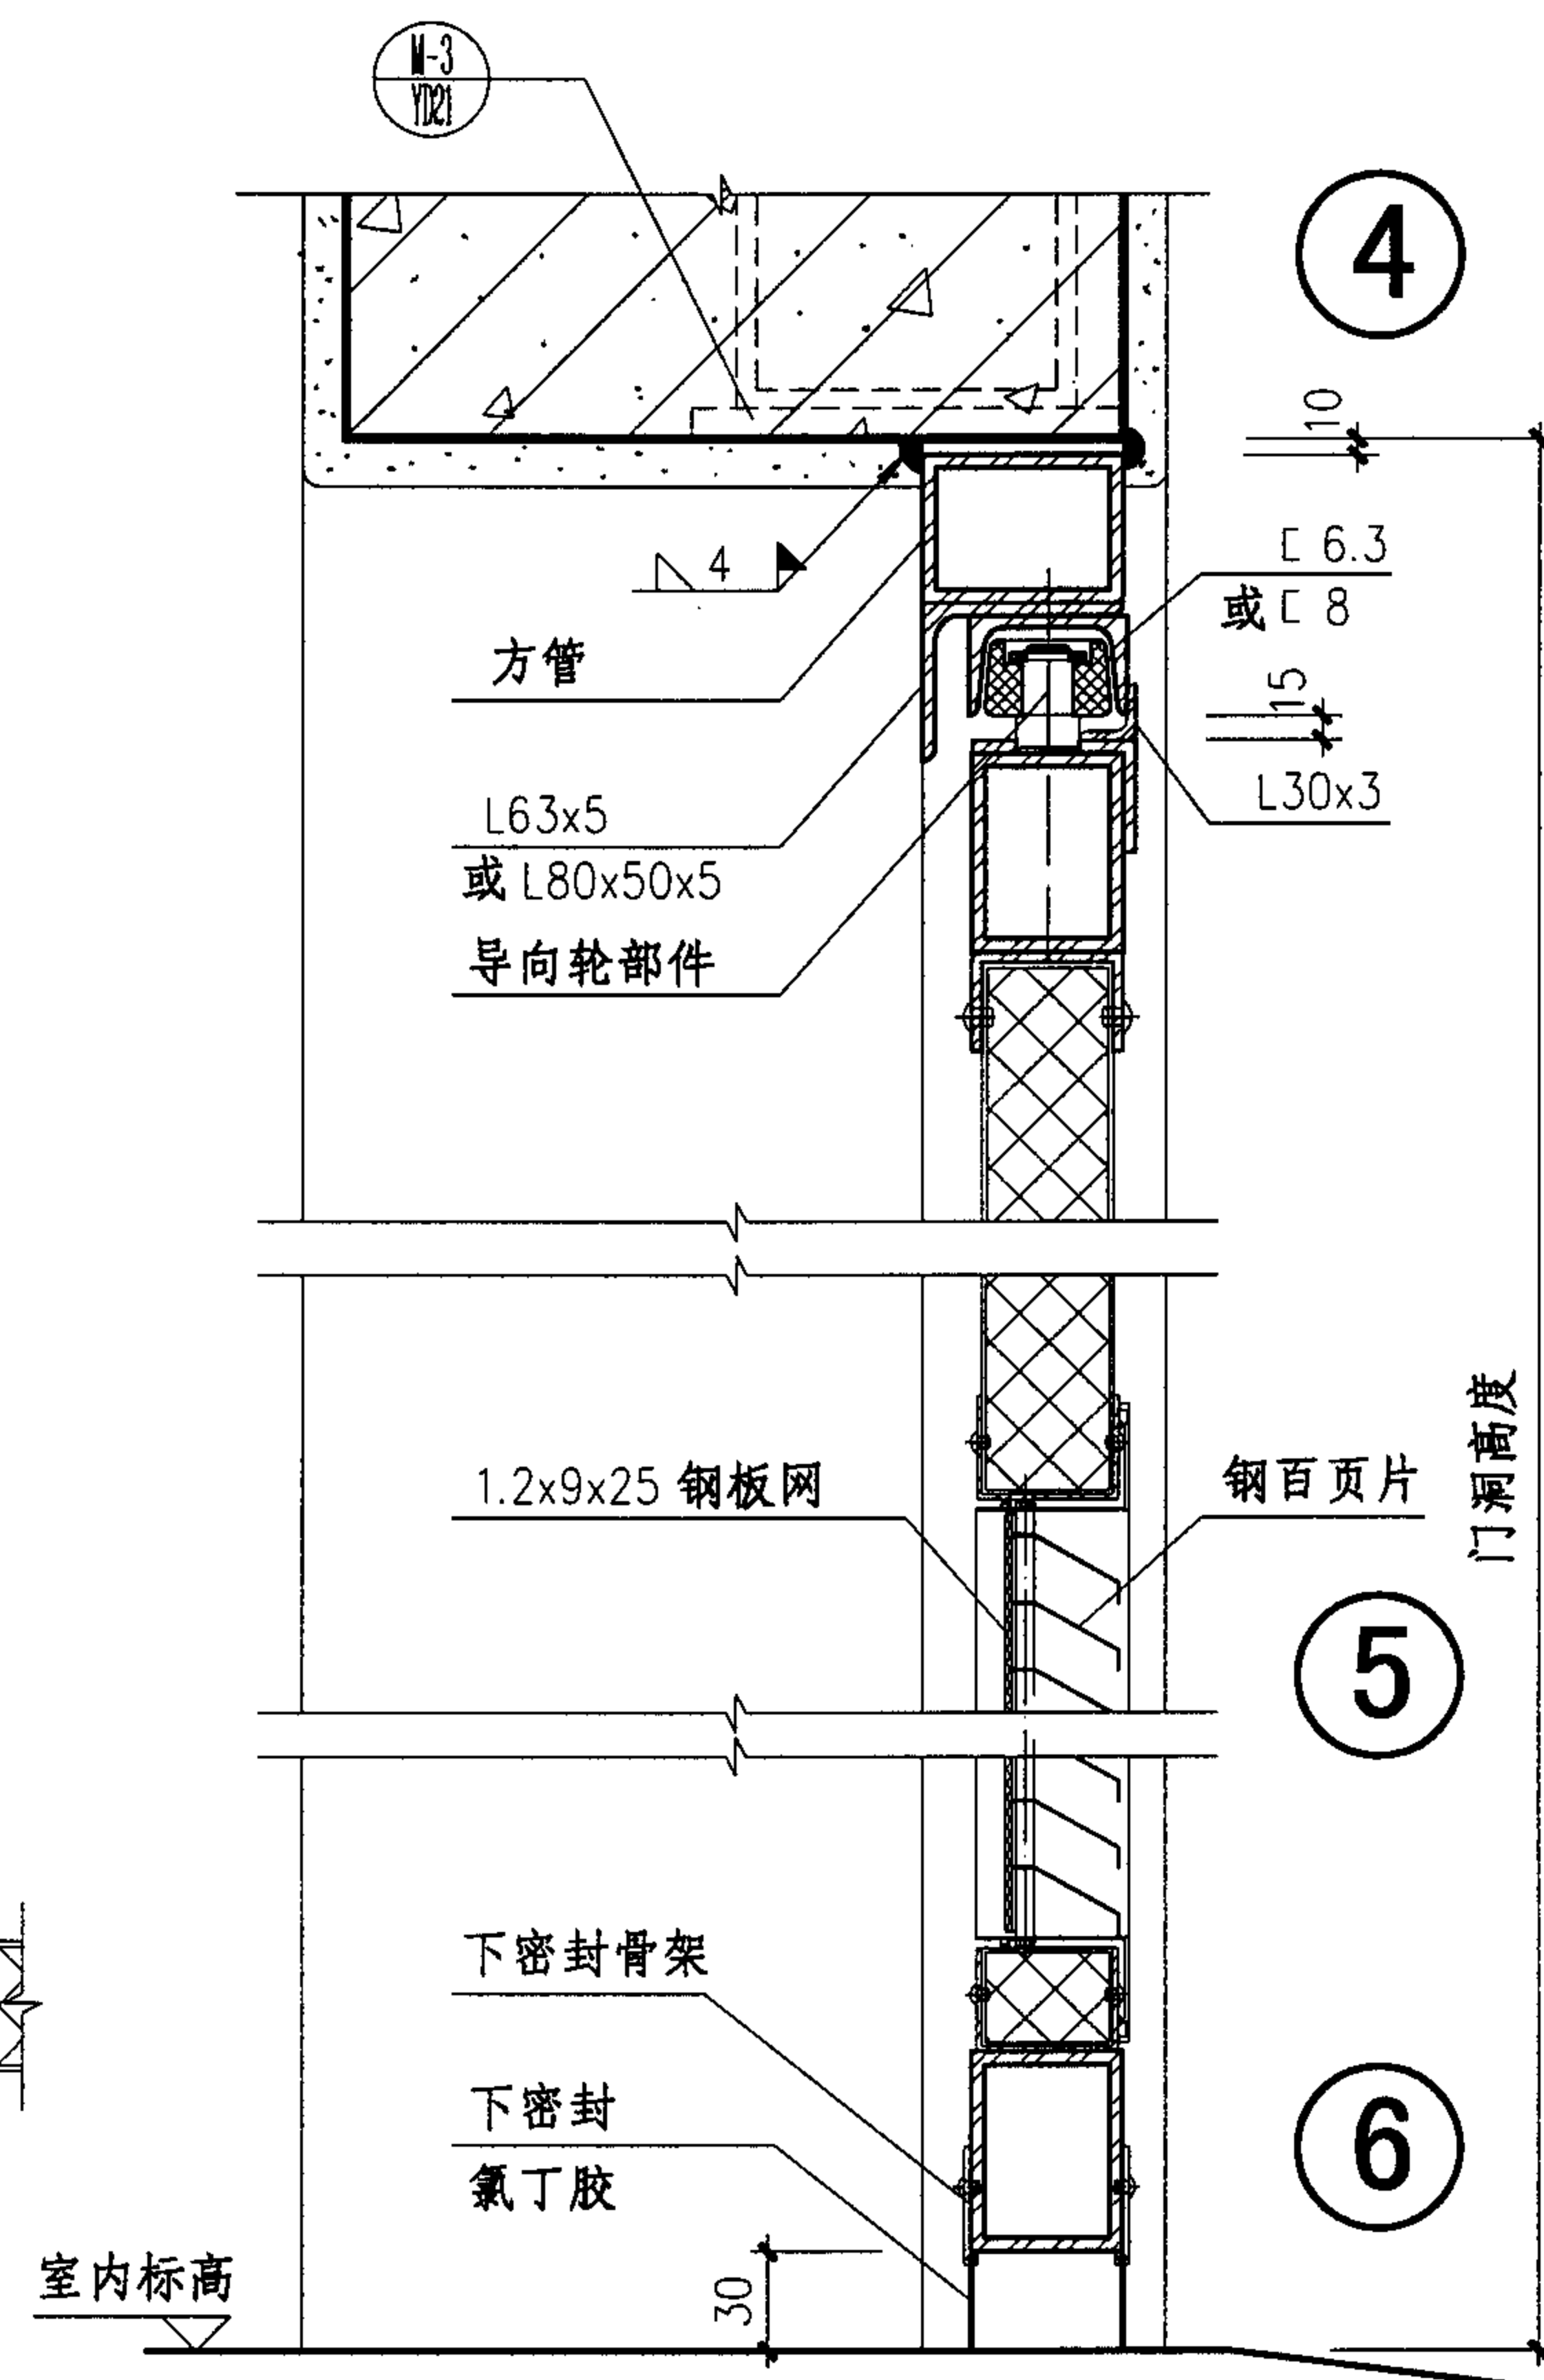 M-3
YD21
4
10
[ 6.3
或 [ 8
4
方管
15
L30x3
L63x5
或 L80x50x5
导向轮部件
门洞高度
1.2x9x25 钢板网
钢百页片
5
下密封骨架
下密封
氯丁胶
6
室内标高
30